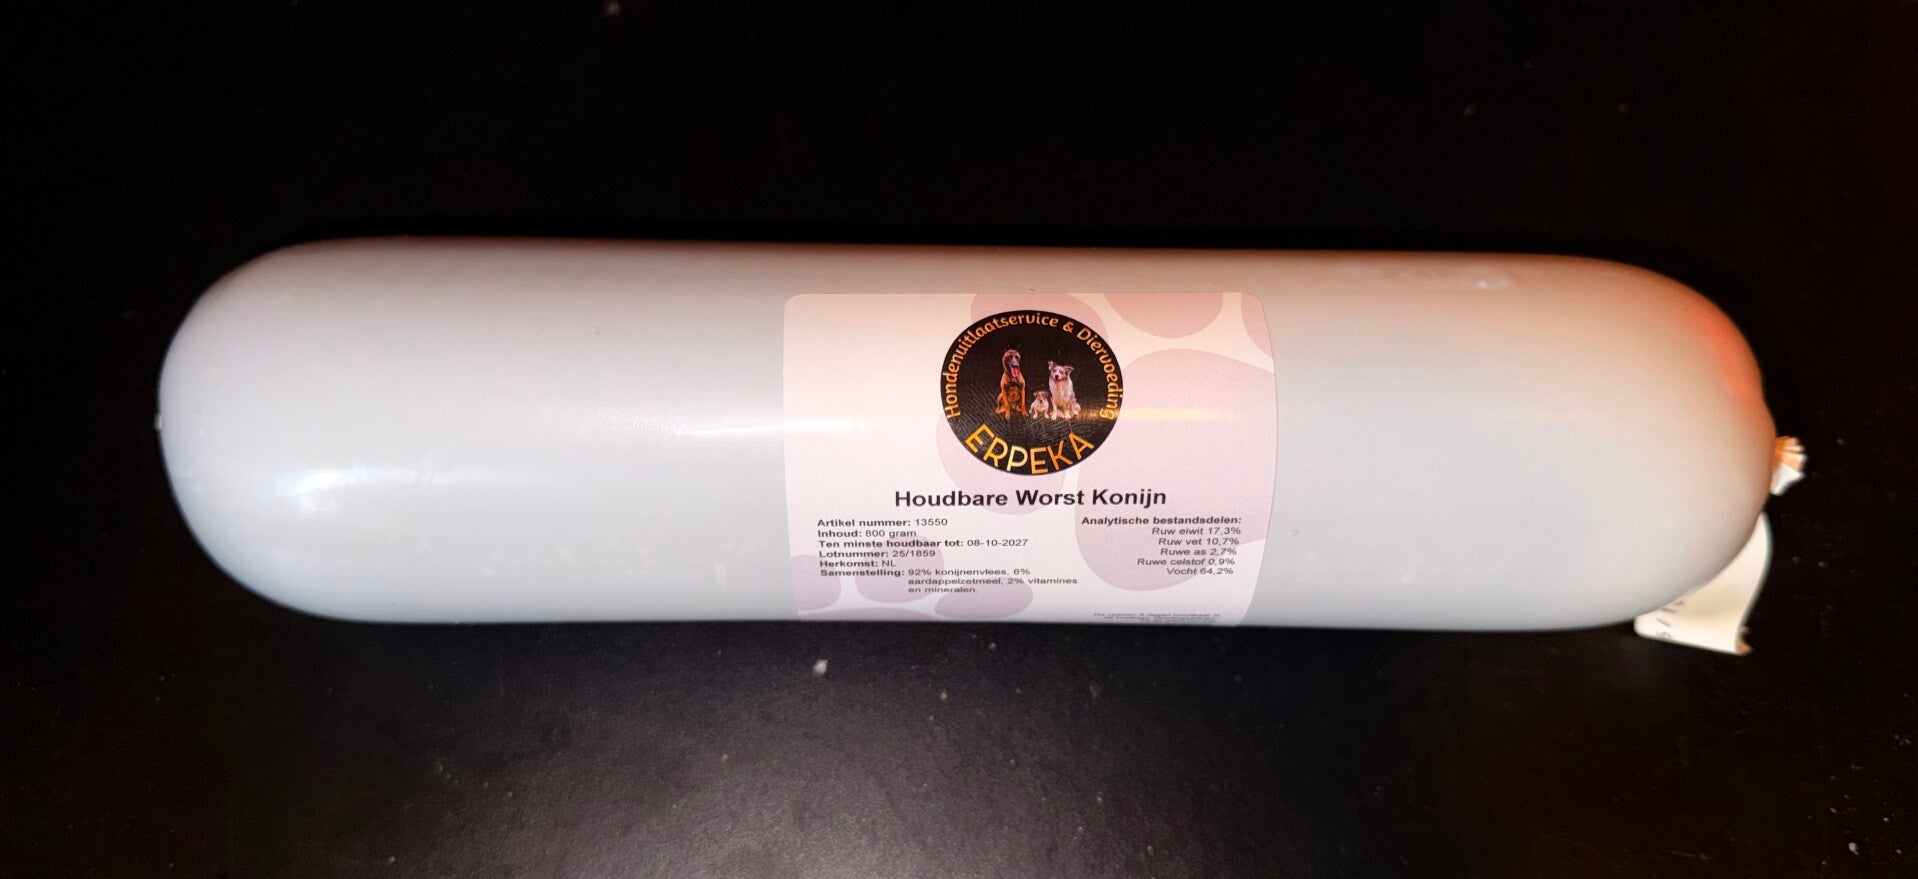 Hondenuitlaatservice & Diervoeding
ERPEKA
Houdbare Worst Konijn
Artikel nummer: 13550
Inhoud: 800 gram
Ten minste houdbaar tot: 08-10-2027
Lotnummer: 25/1859
Herkomst: NL
Samenstelling: 92% konijnenvlees, 6%
aardappelzetmeel, 2% vitamines
en mineralen.
Analytische bestandsdelen:
Ruw eiwit 17,3%
Ruw vet 10,7%
Ruwe as 2,7%
Ruwe celstof 0,9%
Vocht 64,2%